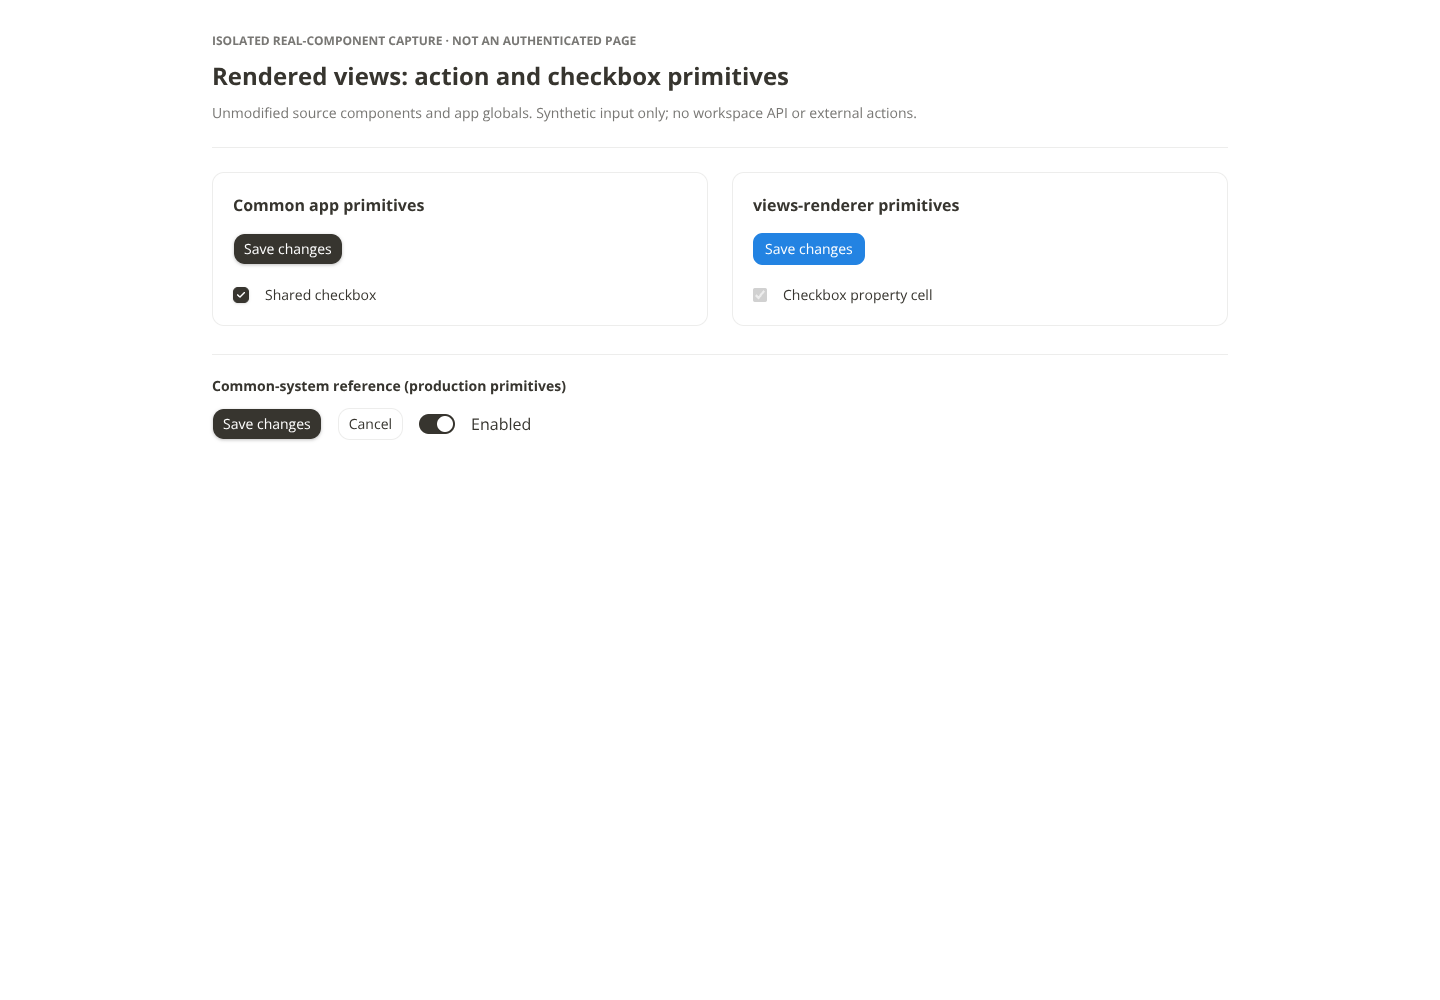 ISOLATED REAL-COMPONENT CAPTURE · NOT AN AUTHENTICATED PAGE
Rendered views: action and checkbox primitives
Unmodified source components and app globals. Synthetic input only; no workspace API or external actions.
Common app primitives
Save changes
Shared checkbox
views-renderer primitives
Save changes
Checkbox property cell
Common-system reference (production primitives)
Save changes
Cancel
Enabled